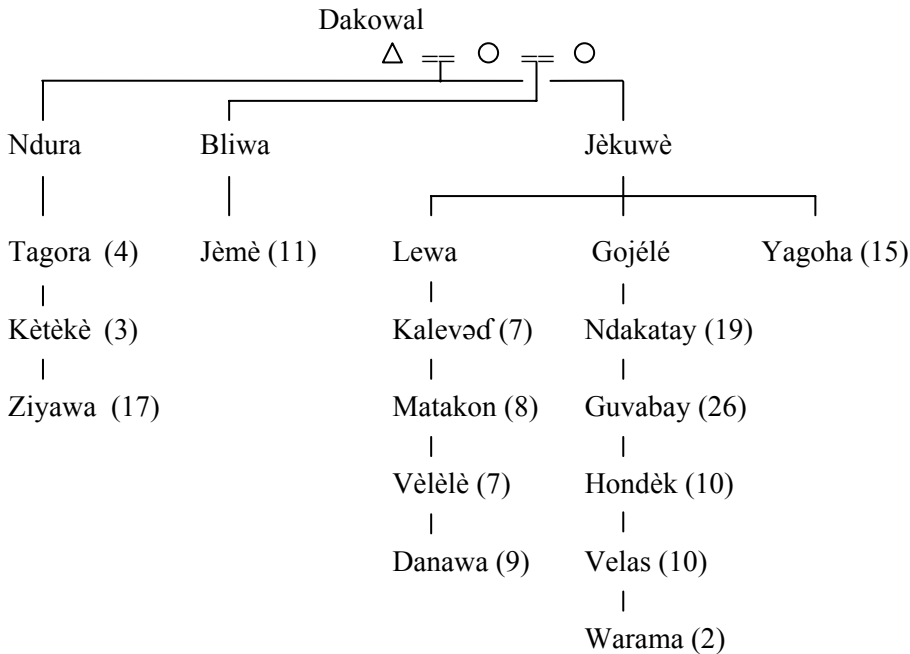 Dakowal
Ndura Bliwa Jèkuwè
Tagora (4) Jèmè (11) Lewa Gojélé Yagoha (15)
Kètèkè (3) Kalevəɗ (7) Ndakatay (19)
Ziyawa (17) Matakon (8) Guvabay (26)
Vèlèlè (7) Hondèk (10)
Danawa (9) Velas (10)
Warama (2)